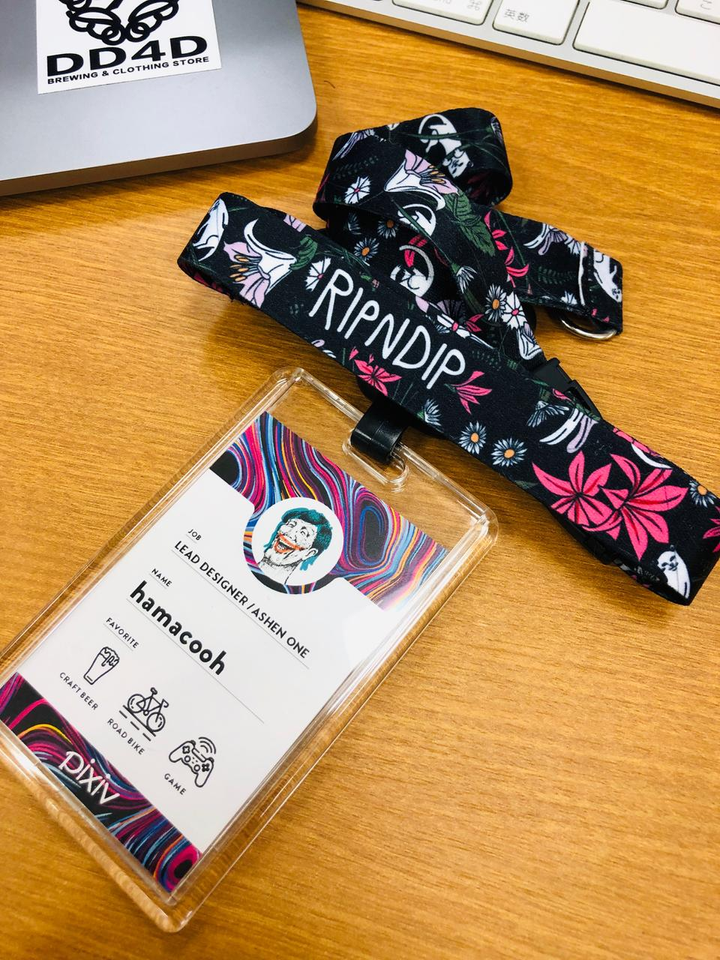 DD4D
BREWING & CLOTHING STORE
英数
RIPNDIP
JOB
LEAD DESIGNER / ASHEN ONE
NAME
hamacooh
FAVORITE
CRAFT BEER
ROAD BIKE
GAME
pixiv